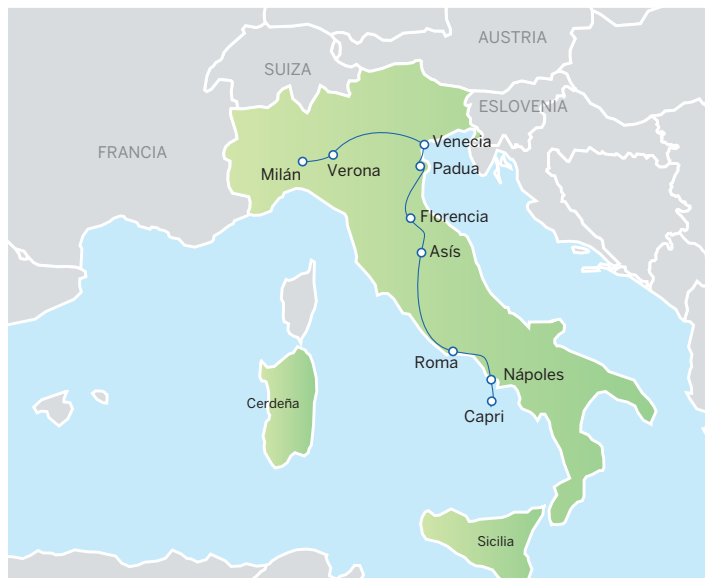 AUSTRIA
SUIZA
ESLOVENIA
FRANCIA
Venecia
Milán
Verona
Padua
Florencia
Asís
Roma
Nápoles
Cerdeña
Capri
Sicilia